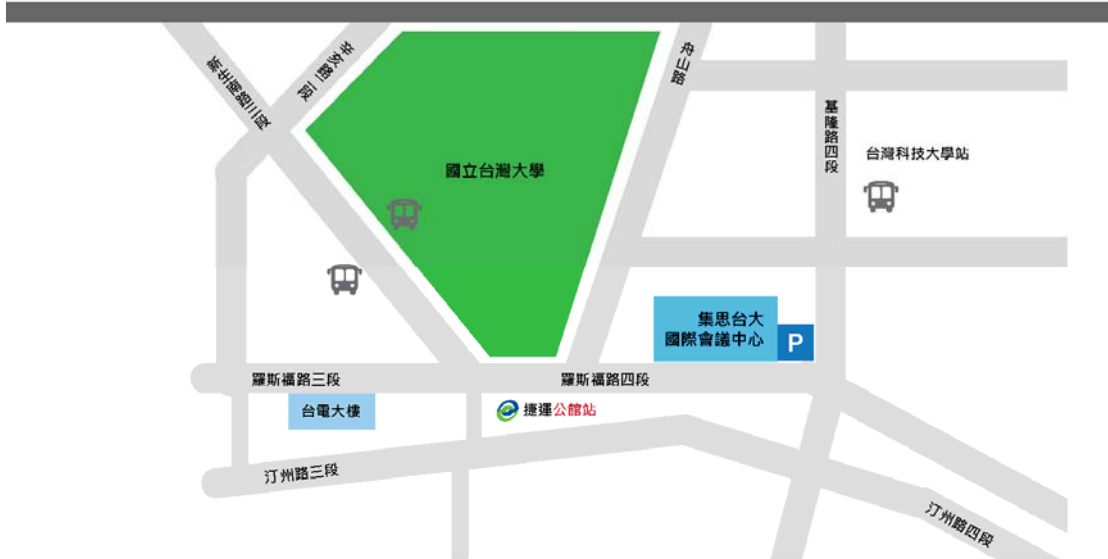 辛亥路二段
新生南路三段
舟山路
基隆路四段
台灣科技大學站
國立台灣大學
集思台大
國際會議中心
P
羅斯福路三段
羅斯福路四段
台電大樓
捷運公館站
汀州路三段
汀州路四段